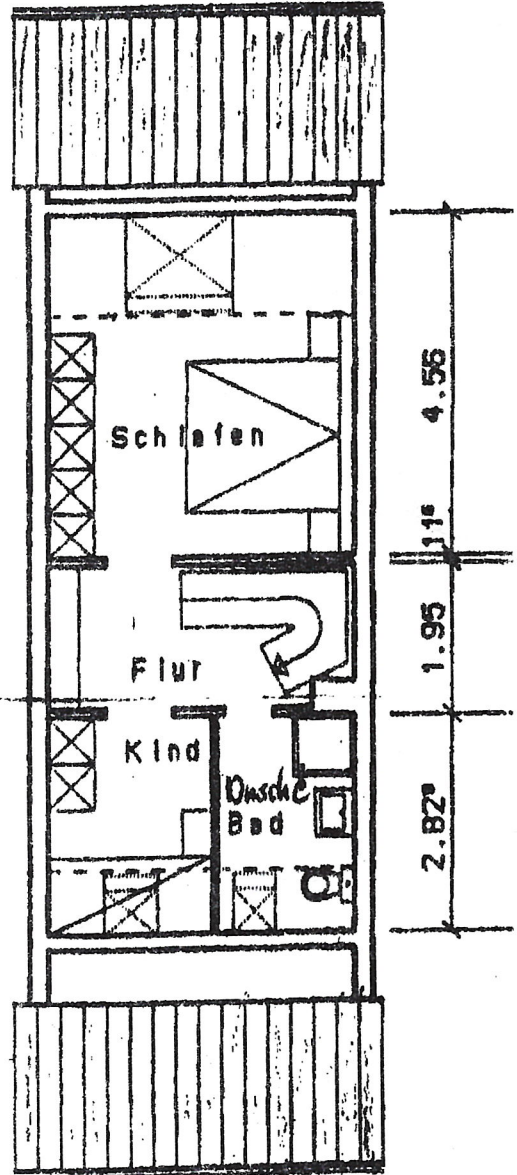 Schlafen
Flur
Kind
Dusche
Bad
4.56
11⁵
1.95
2.82⁵